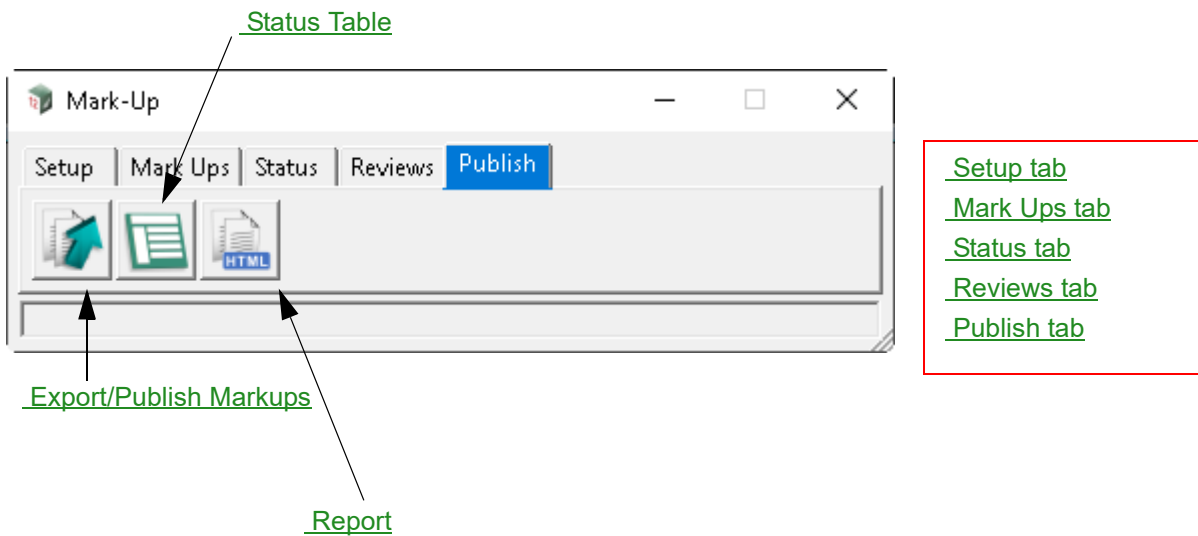 Status Table
12
Mark-Up
Setup
Mark Ups
Status
Reviews
Publish
HTML
Setup tab
Mark Ups tab
Status tab
Reviews tab
Publish tab
Export/Publish Markups
Report